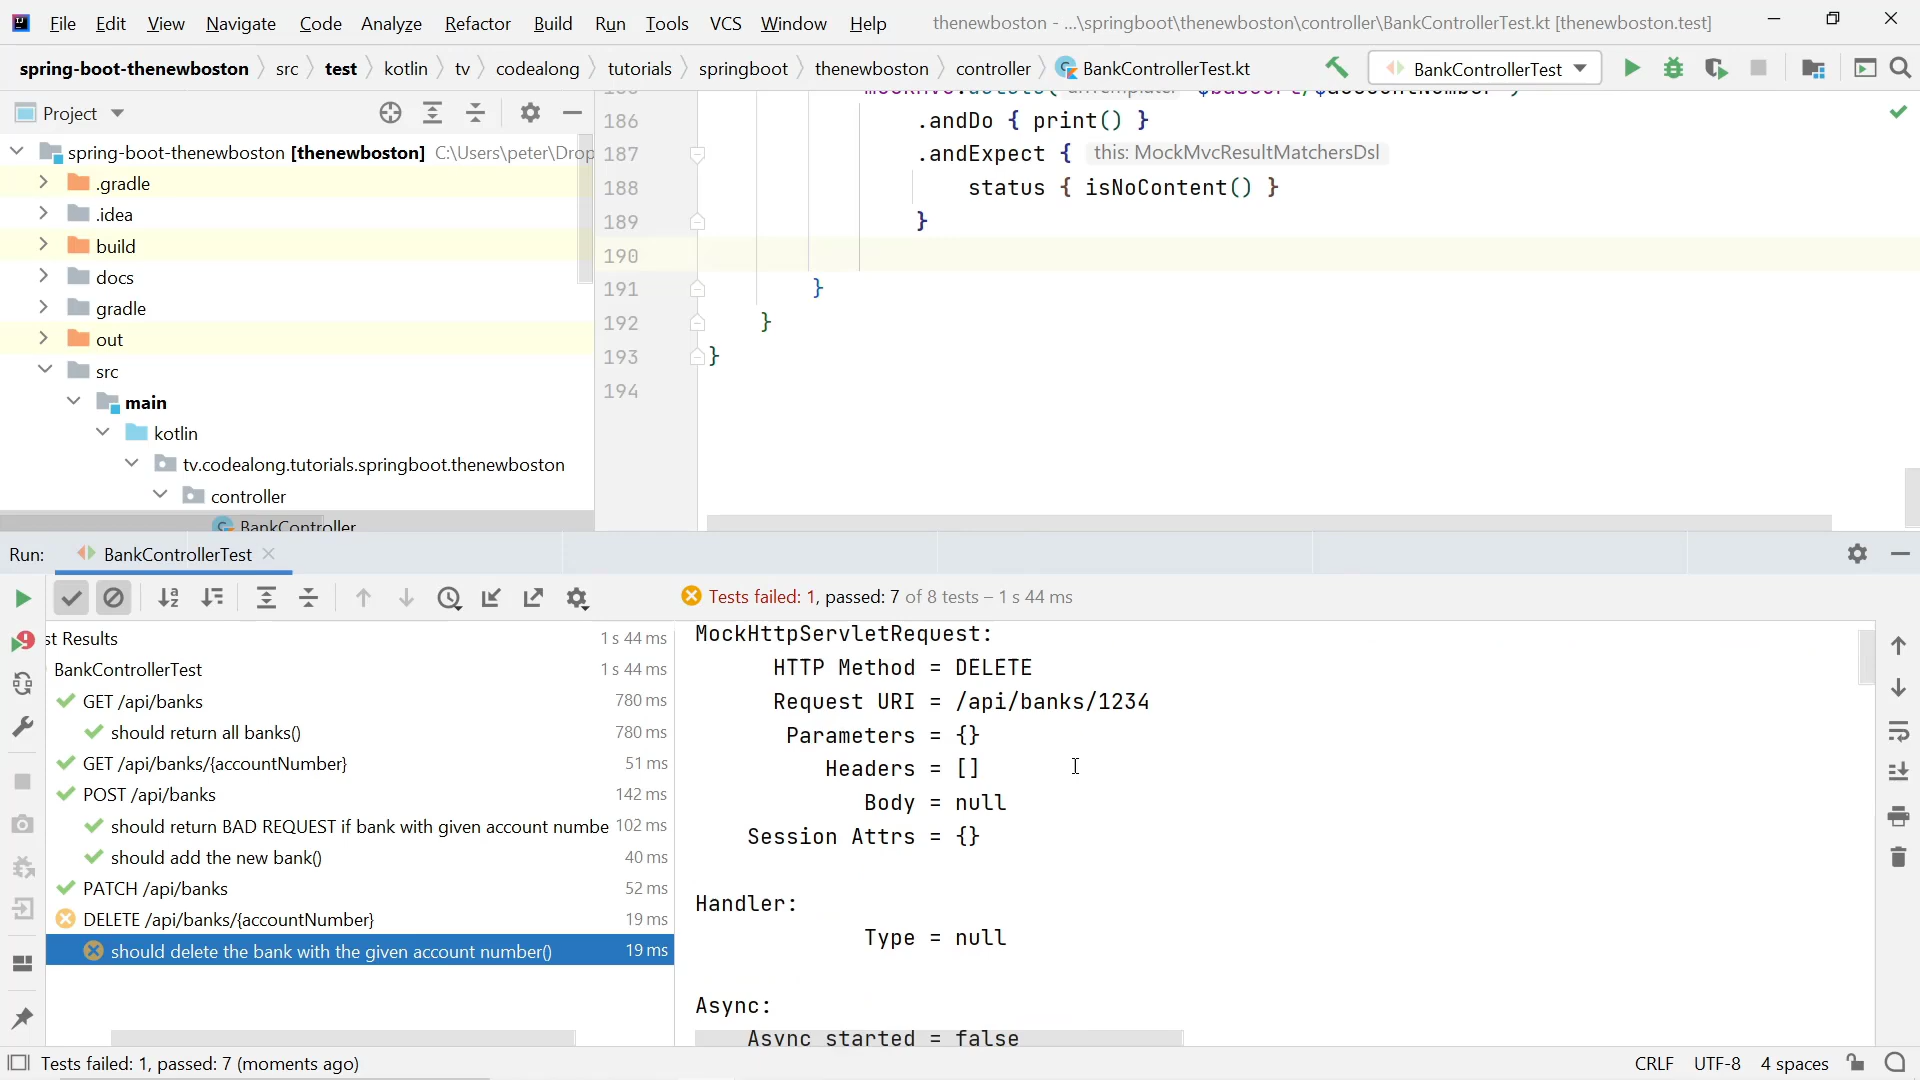 File Edit View Navigate Code Analyze Refactor Build Run Tools VCS Window Help thenewboston - ...\springboot\thenewboston\controller\BankControllerTest.kt [thenewboston.test]
spring-boot-thenewboston src test kotlin tv codealong tutorials springboot thenewboston controller BankControllerTest.kt BankControllerTest
Project
spring-boot-thenewboston [thenewboston] C:\Users\peter\Drop
.gradle
.idea
build
docs
gradle
out
src
main
kotlin
tv.codealong.tutorials.springboot.thenewboston
controller
BankController
186 .andDo { print() }
187 .andExpect { this: MockMvcResultMatchersDsl
188 status { isNoContent() }
189 }
190
191 }
192 }
193 }
194
Run: BankControllerTest
Tests failed: 1, passed: 7 of 8 tests – 1 s 44 ms
st Results 1 s 44 ms
BankControllerTest 1 s 44 ms
GET /api/banks 780 ms
should return all banks() 780 ms
GET /api/banks/{accountNumber} 51 ms
POST /api/banks 142 ms
should return BAD REQUEST if bank with given account numbe 102 ms
should add the new bank() 40 ms
PATCH /api/banks 52 ms
DELETE /api/banks/{accountNumber} 19 ms
should delete the bank with the given account number() 19 ms
MockHttpServletRequest:
HTTP Method = DELETE
Request URI = /api/banks/1234
Parameters = {}
Headers = []
Body = null
Session Attrs = {}
Handler:
Type = null
Async:
Async started = false
Tests failed: 1, passed: 7 (moments ago) CRLF UTF-8 4 spaces